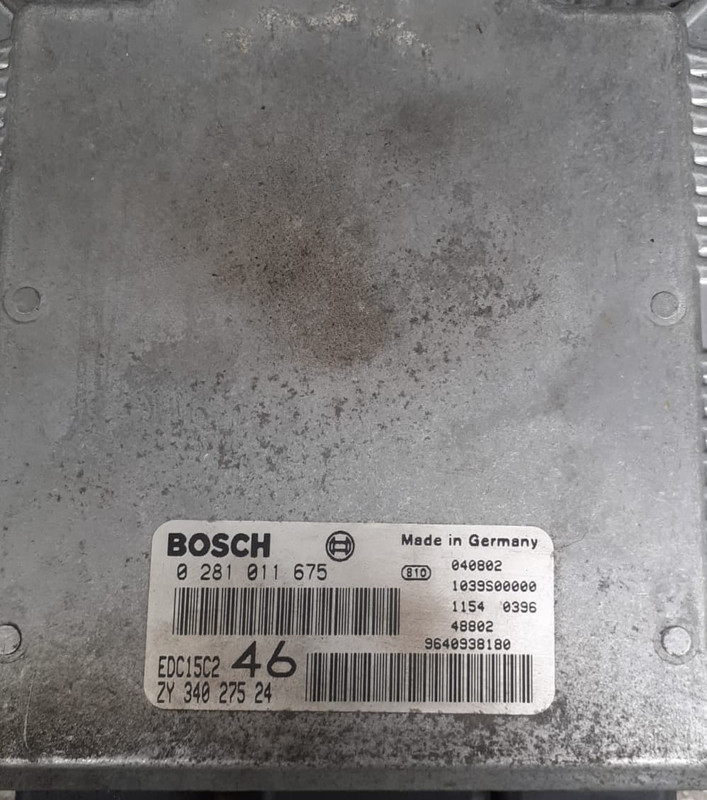 BOSCH
Made in Germany
0 281 011 675
810
040802
1039S00000
1154 0396
48802
9640938180
EDC15C2 46
ZY 340 275 24